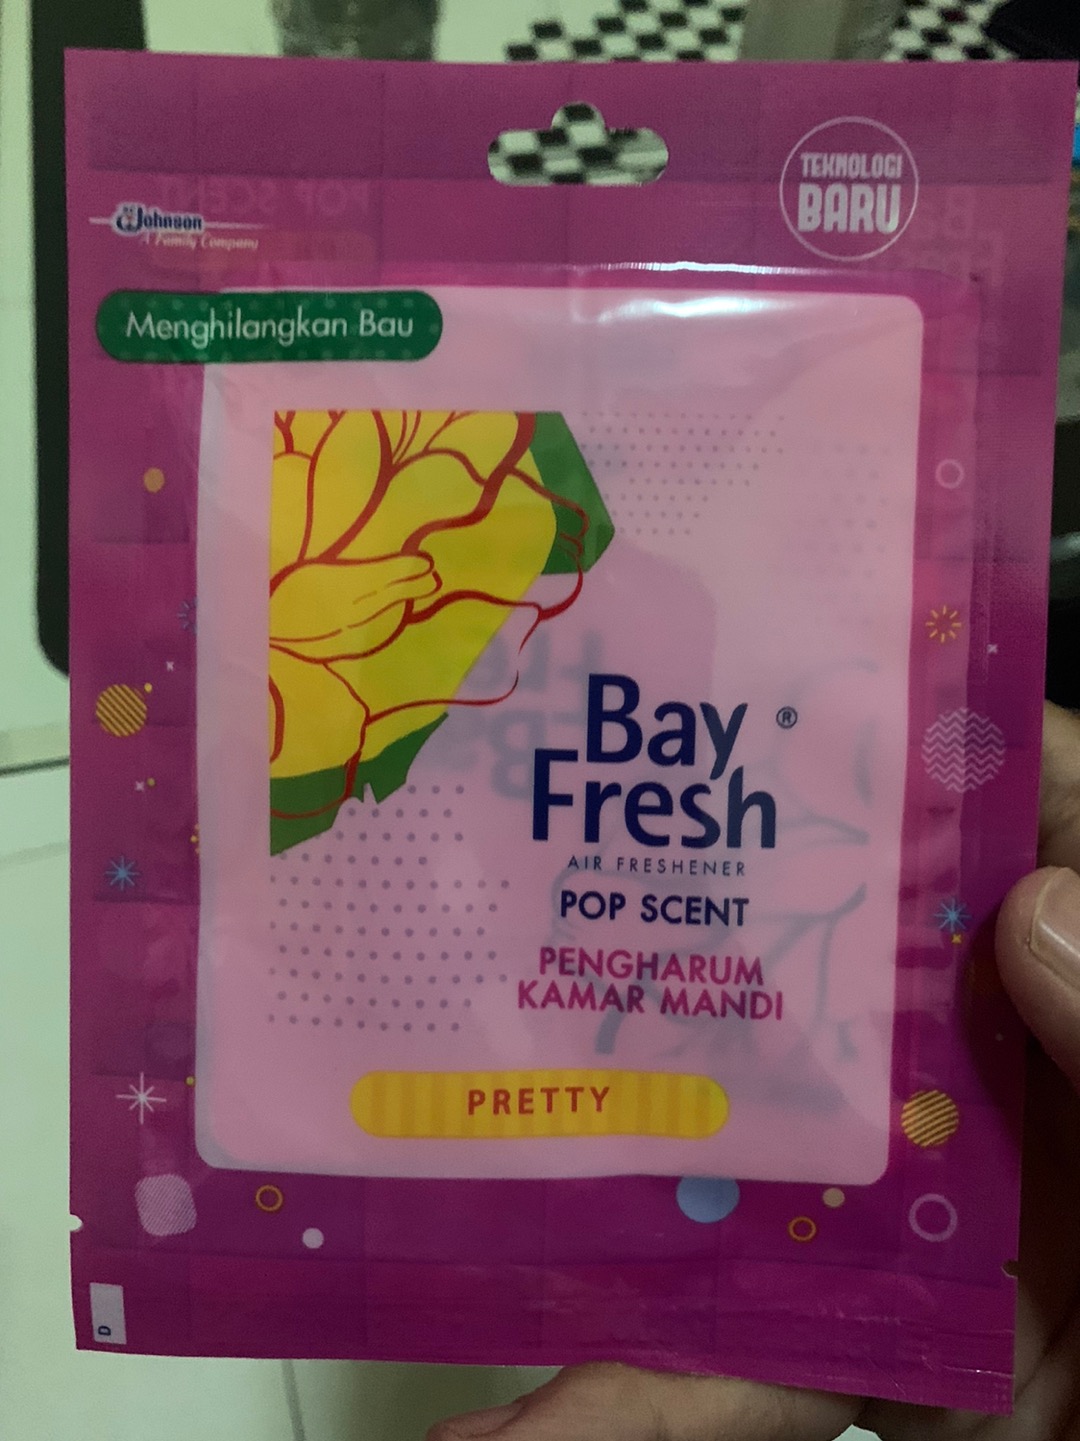 TEKNOLOGI
BARU
SC Johnson
A Family Company
Menghilangkan Bau
Bay
Fresh ®
AIR FRESHENER
POP SCENT
PENGHARUM
KAMAR MANDI
PRETTY
D